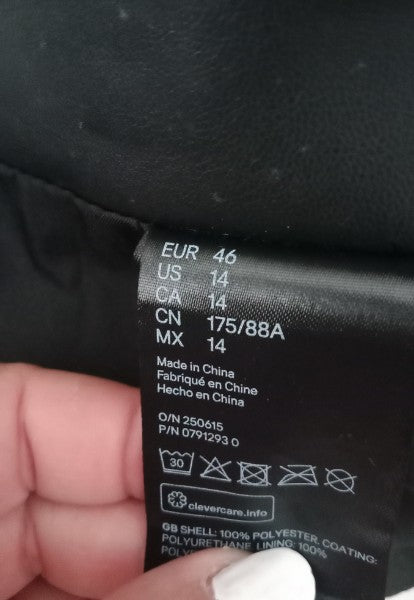 EUR 46
US 14
CA 14
CN 175/88A
MX 14
Made in China
Fabriqué en Chine
Hecho en China
O/N 250615
P/N 0791293 0
30
clevercare.info
GB SHELL: 100% POLYESTER, COATING:
POLYURETHANE, LINING: 100%